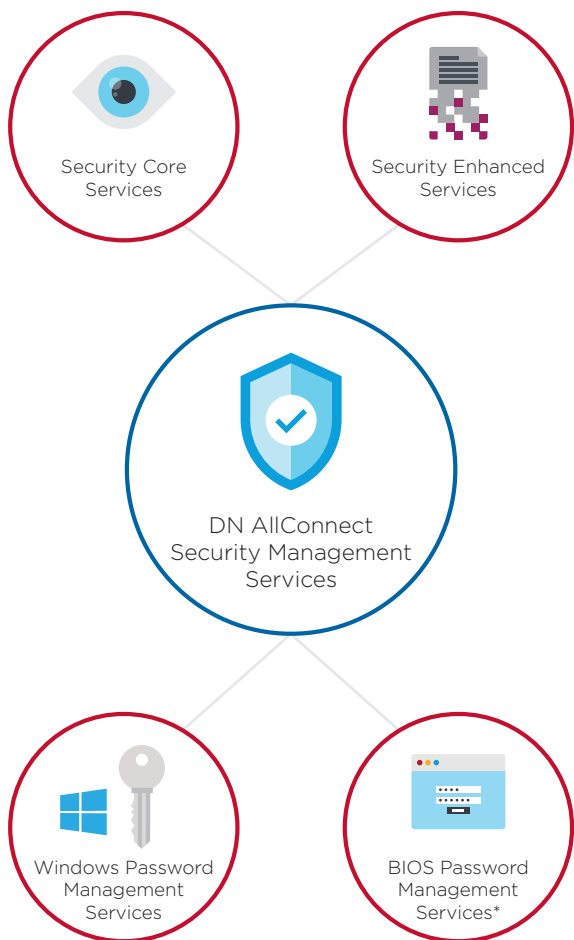 Security Core
Services
Security Enhanced
Services
DN AllConnect
Security Management
Services
Windows Password
Management
Services
BIOS Password
Management
Services*